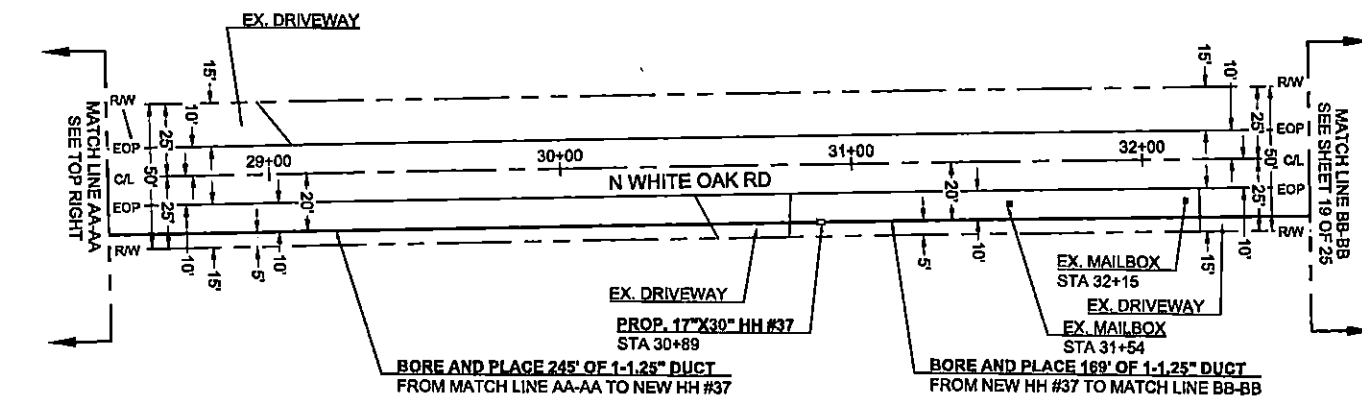 EX. DRIVEWAY
15'
10'
R/W
R/W
15'
10'
25'
25'
EOP
EOP
MATCH LINE AA-AA
SEE TOP RIGHT
MATCH LINE BB-BB
SEE SHEET 19 OF 25
29+00
30+00
31+00
32+00
C/L
C/L
50'
50'
N WHITE OAK RD
20'
20'
EOP
EOP
25'
25'
R/W
R/W
10'
15'
5'
10'
5'
10'
15'
10'
EX. MAILBOX
STA 32+15
EX. DRIVEWAY
EX. DRIVEWAY
PROP. 17"X30" HH #37
STA 30+89
EX. MAILBOX
STA 31+54
BORE AND PLACE 245' OF 1-1.25" DUCT
FROM MATCH LINE AA-AA TO NEW HH #37
BORE AND PLACE 169' OF 1-1.25" DUCT
FROM NEW HH #37 TO MATCH LINE BB-BB